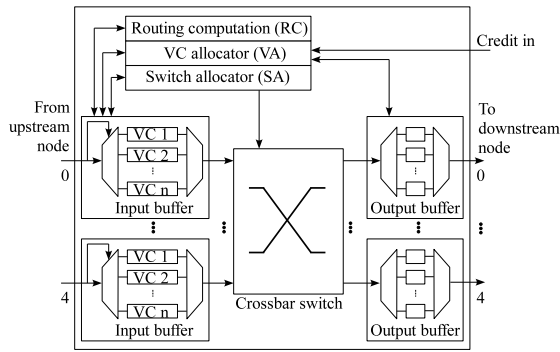 Routing computation (RC)
VC allocator (VA)
Switch allocator (SA)
Credit in
From
upstream
node
0
VC 1
VC 2
VC n
Input buffer
To
downstream
node
0
Output buffer
4
VC 1
VC 2
VC n
Input buffer
Crossbar switch
4
Output buffer